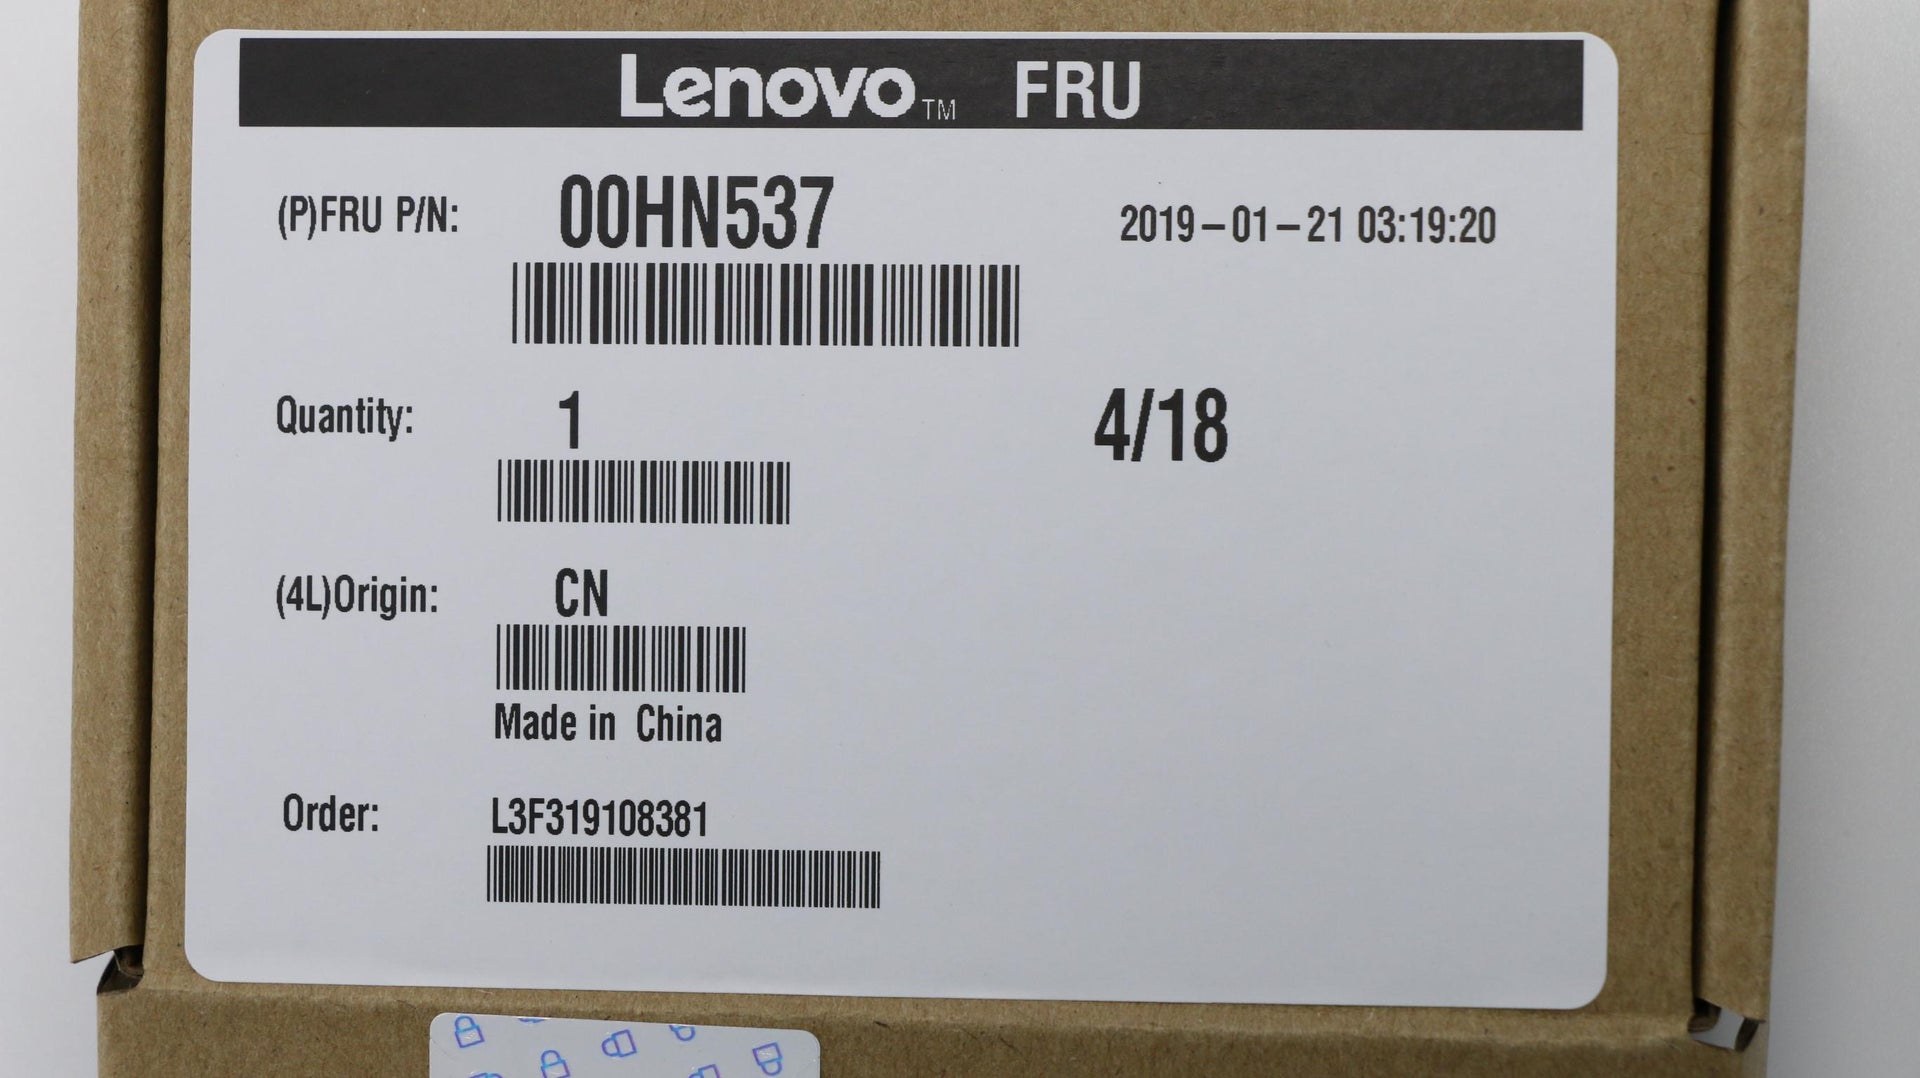 Lenovo™ FRU
(P)FRU P/N: 00HN537 2019-01-21 03:19:20
Quantity: 1 4/18
(4L)Origin: CN
Made in China
Order: L3F319108381